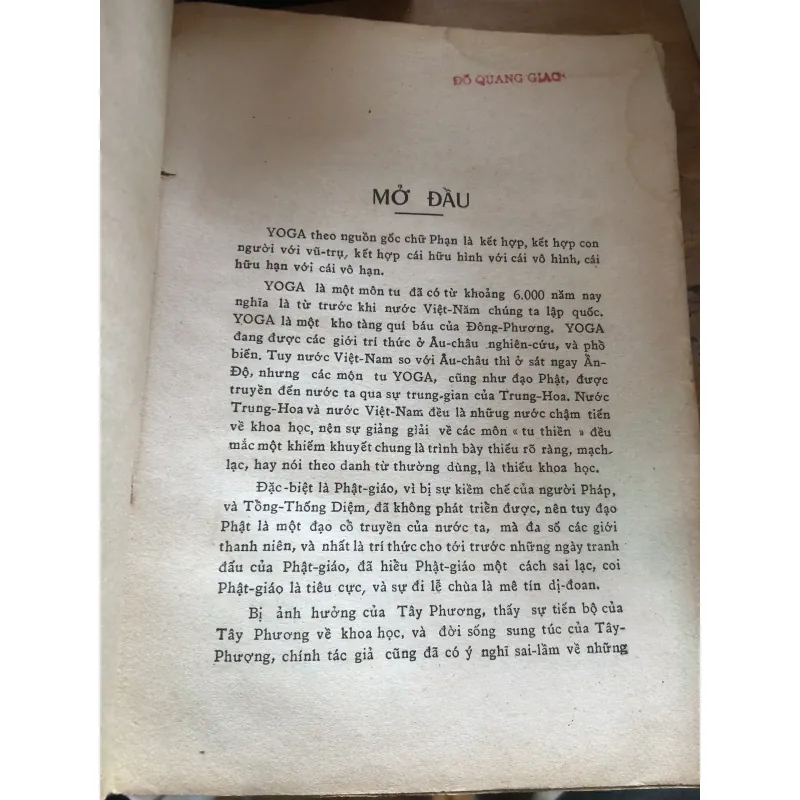 ĐỖ QUANG GIAO
MỞ ĐẦU
YOGA theo nguồn gốc chữ Phạn là kết hợp, kết hợp con
người với vũ-trụ, kết hợp cái hữu hình với cái vô hình, cái
hữu hạn với cái vô hạn.
YOGA là một môn tu đã có từ khoảng 6.000 năm nay
nghĩa là từ trước khi nước Việt-Năm chúng ta lập quốc.
YOGA là một kho tàng quí báu của Đông-Phương. YOGA
đang được các giới trí thức ở Âu-châu nghiên-cứu, và phổ
biến. Tuy nước Việt-Nam so với Âu-châu thì ở sát ngay Ấn-
Độ, nhưng các môn tu YOGA, cũng như đạo Phật, được
truyền đến nước ta qua sự trung-gian của Trung-Hoa. Nước
Trung-Hoa và nước Việt-Nam đều là nhữug nước chậm tiến
về khoa học, nên sự giảng giải về các môn « tu thiền » đều
mắc một khiếm khuyết chung là trình bày thiếu rõ ràng, mạch-
lạc, hay nói theo danh từ thường dùng, là thiếu khoa học.
Đặc-biệt là Phật-giáo, vì bị sự kiềm chế của người Pháp,
và Tổng-Thống Diệm, đã không phát triển được, nên tuy đạo
Phật là một đạo cổ truyền của nước ta, mà đa số các giới
thanh niên, và nhất là trí thức cho tới trước những ngày tranh
đấu của Phật-giáo, đã hiểu Phật-giáo một cách sai lạc, coi
Phật-giáo là tiêu cực, và sự đi lễ chùa là mê tín dị-đoan.
Bị ảnh hưởng của Tây Phương, thấy sự tiến bộ của
Tây Phương về khoa học, và đời sống sung túc của Tây-
Phượng, chính tác giả cũng đã có ý nghĩ sai-lầm về những